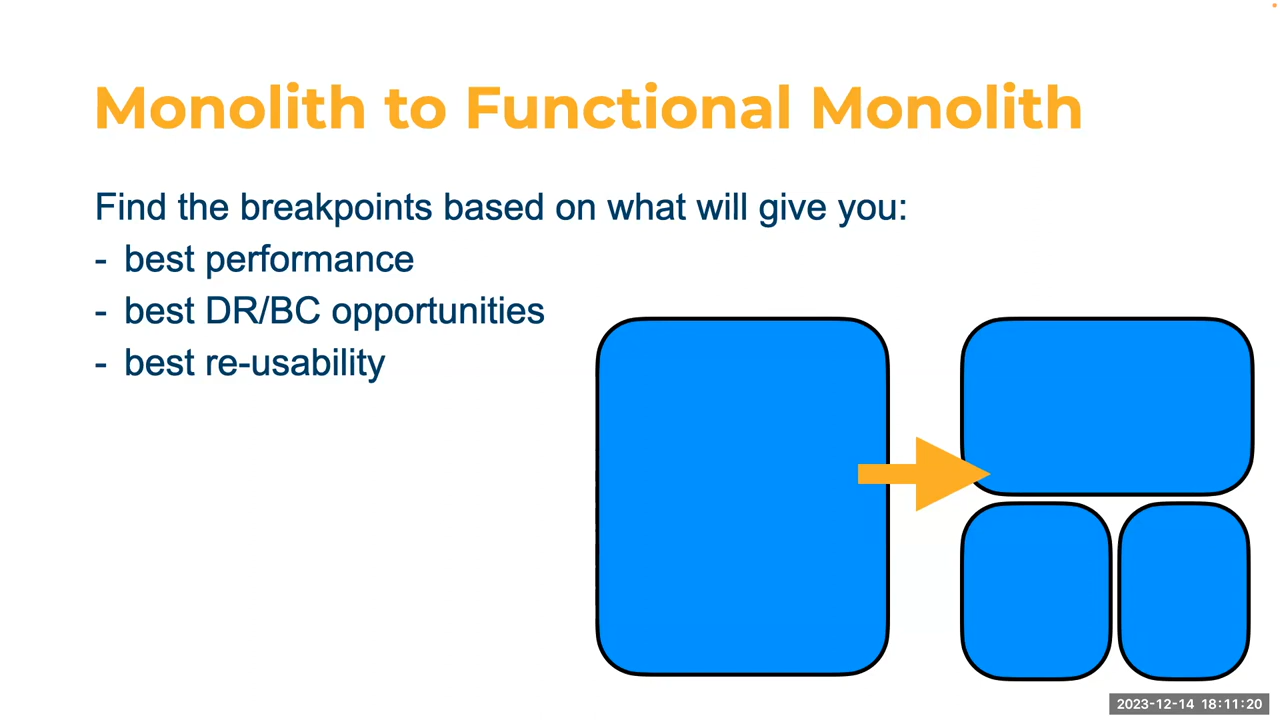 Monolith to Functional Monolith
Find the breakpoints based on what will give you:
- best performance
- best DR/BC opportunities
- best re-usability
2023-12-14 18:11:20